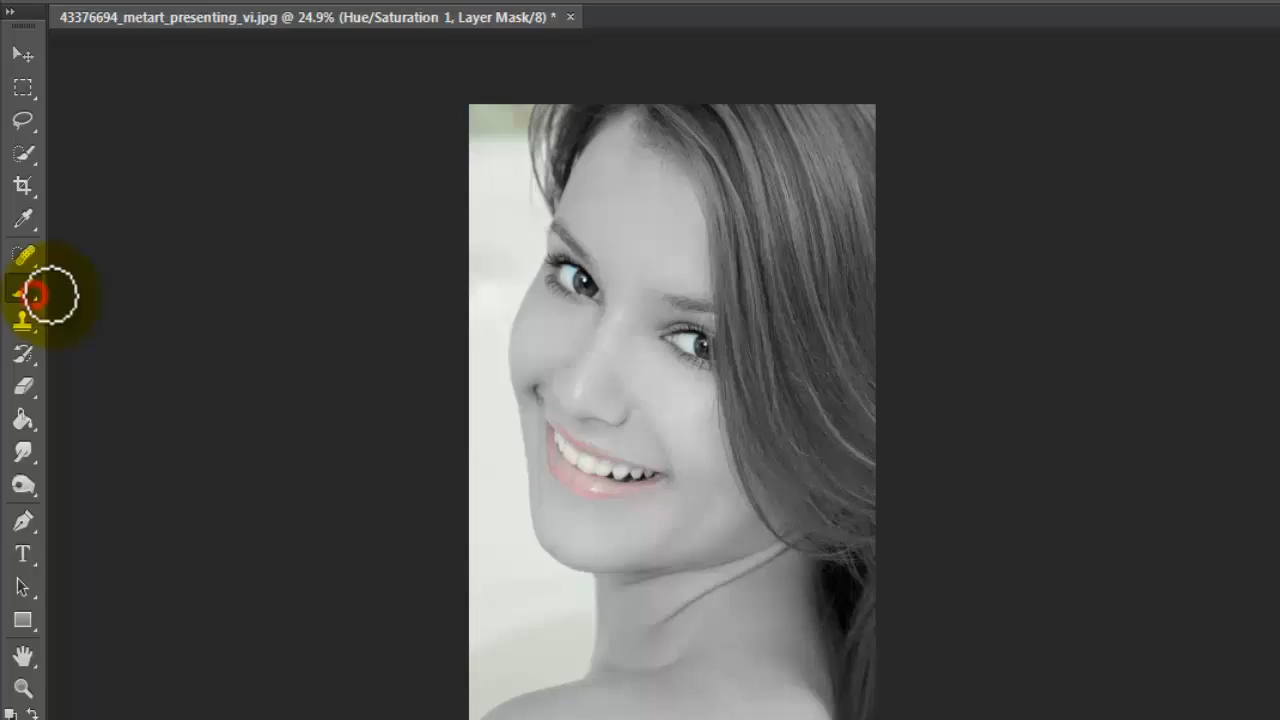 43376694_metart_presenting_vi.jpg @ 24.9% (Hue/Saturation 1, Layer Mask/8) *
T